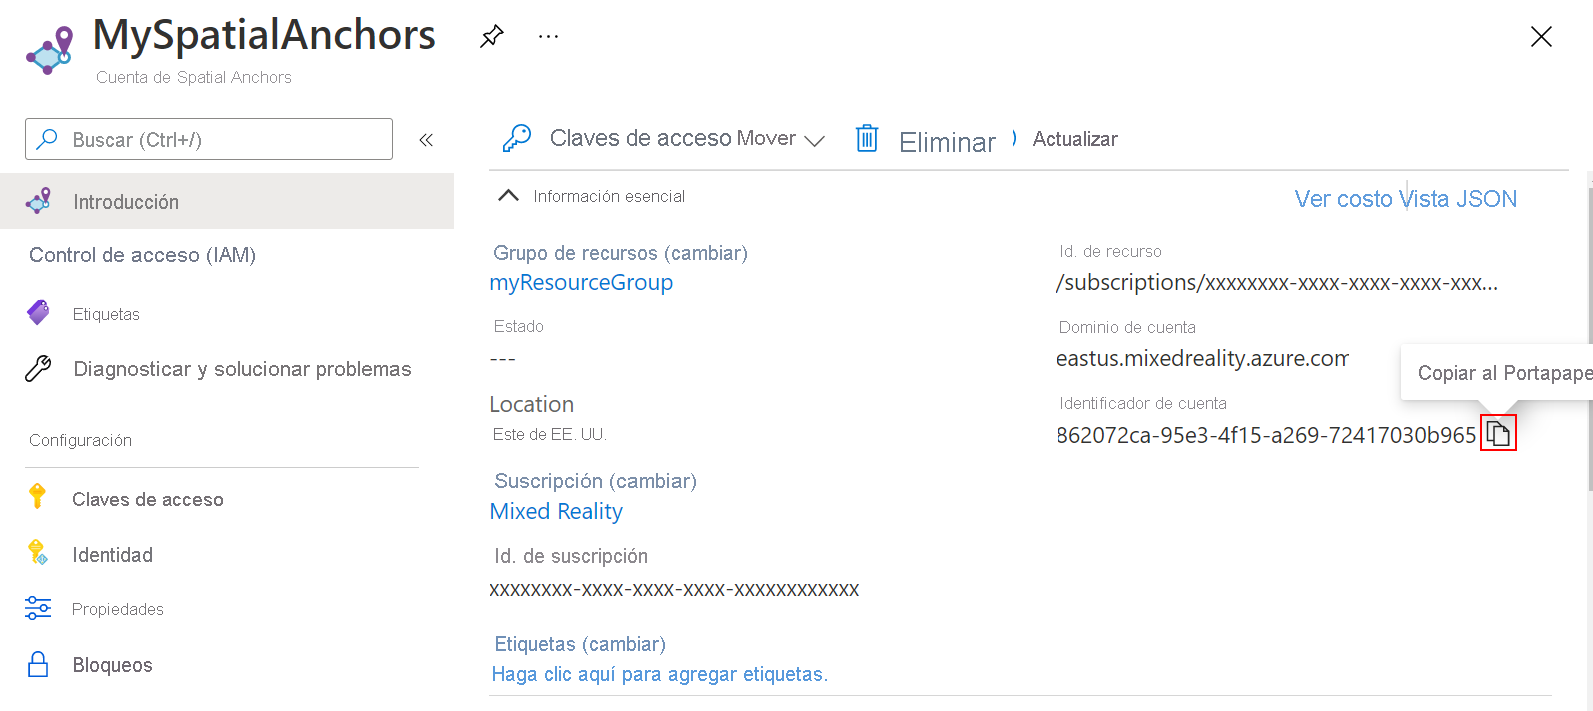 MySpatialAnchors
...
Cuenta de Spatial Anchors
Buscar (Ctrl+/)
«
Introducción
Control de acceso (IAM)
Etiquetas
Diagnosticar y solucionar problemas
Configuración
Claves de acceso
Identidad
Propiedades
Bloqueos
Claves de acceso Mover Eliminar Actualizar
Información esencial
Ver costo Vista JSON
Grupo de recursos (cambiar)
myResourceGroup
Estado
---
Location
Este de EE. UU.
Suscripción (cambiar)
Mixed Reality
Id. de suscripción
xxxxxxxx-xxxx-xxxx-xxxx-xxxxxxxxxxxx
Etiquetas (cambiar)
Haga clic aquí para agregar etiquetas.
Id. de recurso
/subscriptions/xxxxxxxx-xxxx-xxxx-xxxx-xxx...
Dominio de cuenta
eastus.mixedreality.azure.com
Copiar al Portapape
Identificador de cuenta
862072ca-95e3-4f15-a269-72417030b965